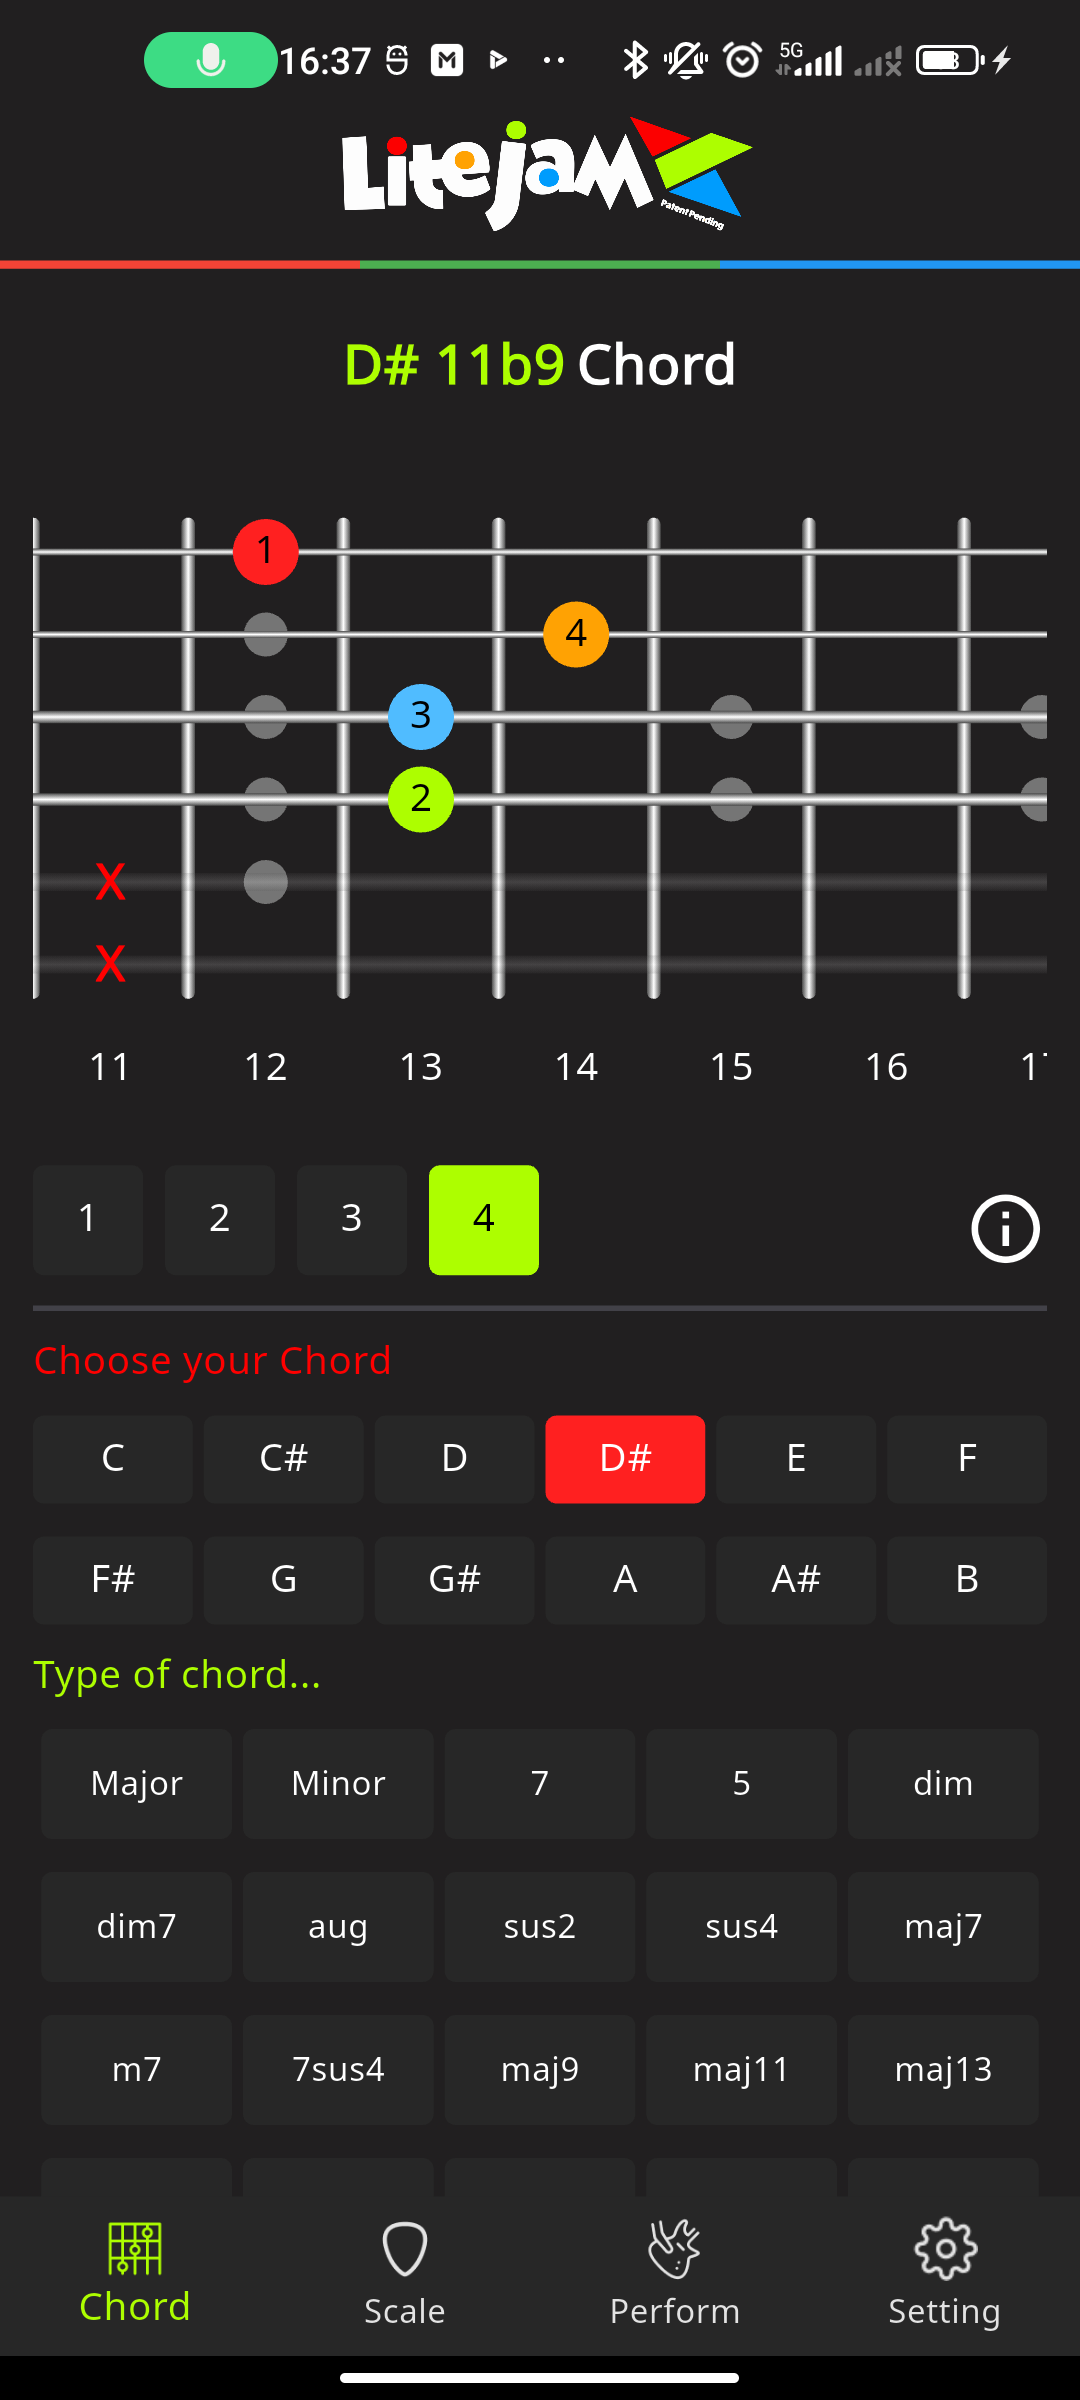 16:37 5G
LitejaM
Patent Pending
D# 11b9 Chord
1
4
3
2
X
X
11 12 13 14 15 16
1 2 3 4
Choose your Chord
C C# D D# E F
F# G G# A A# B
Type of chord...
Major Minor 7 5 dim
dim7 aug sus2 sus4 maj7
m7 7sus4 maj9 maj11 maj13
Chord Scale Perform Setting